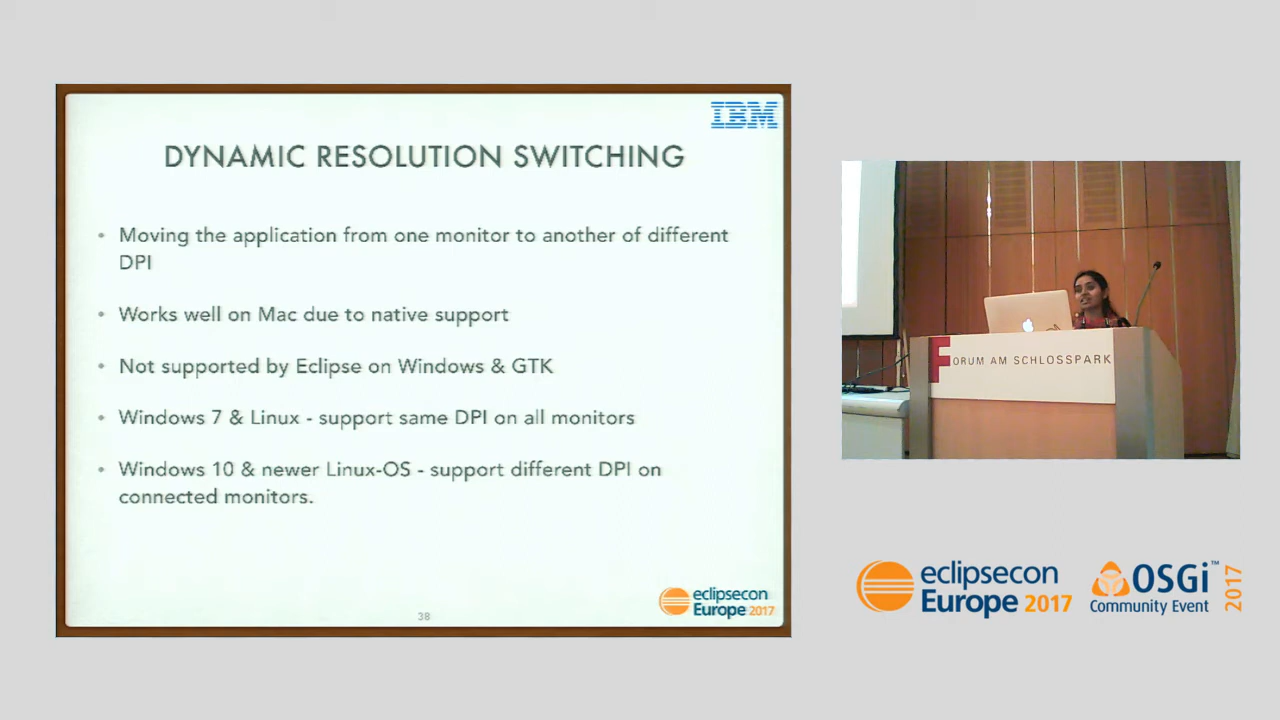 IBM
DYNAMIC RESOLUTION SWITCHING
• Moving the application from one monitor to another of different
DPI
• Works well on Mac due to native support
• Not supported by Eclipse on Windows & GTK
• Windows 7 & Linux - support same DPI on all monitors
• Windows 10 & newer Linux-OS - support different DPI on
connected monitors.
eclipsecon
Europe 2017
38
FORUM AM SCHLOSSPARK
eclipsecon
Europe 2017
OSGi™
Community Event
2017